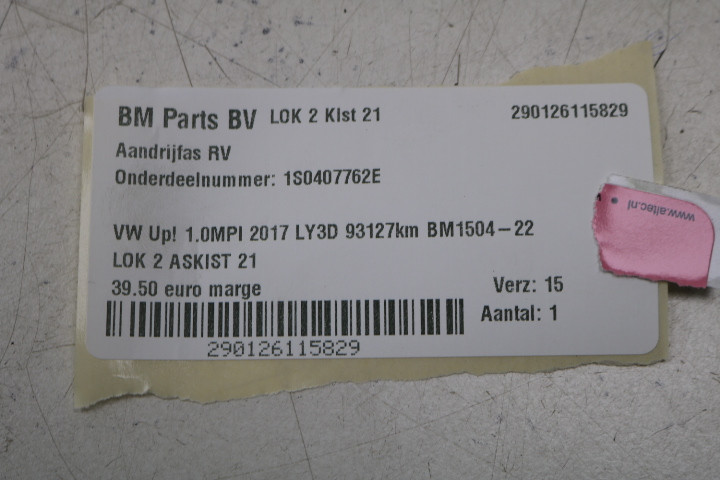 BM Parts BV LOK 2 KIst 21 290126115829
Aandrijfas RV
Onderdeelnummer: 1S0407762E
VW Up! 1.0MPI 2017 LY3D 93127km BM1504-22
LOK 2 ASKIST 21
39.50 euro marge Verz: 15
Aantal: 1
290126115829
www.altec.nl